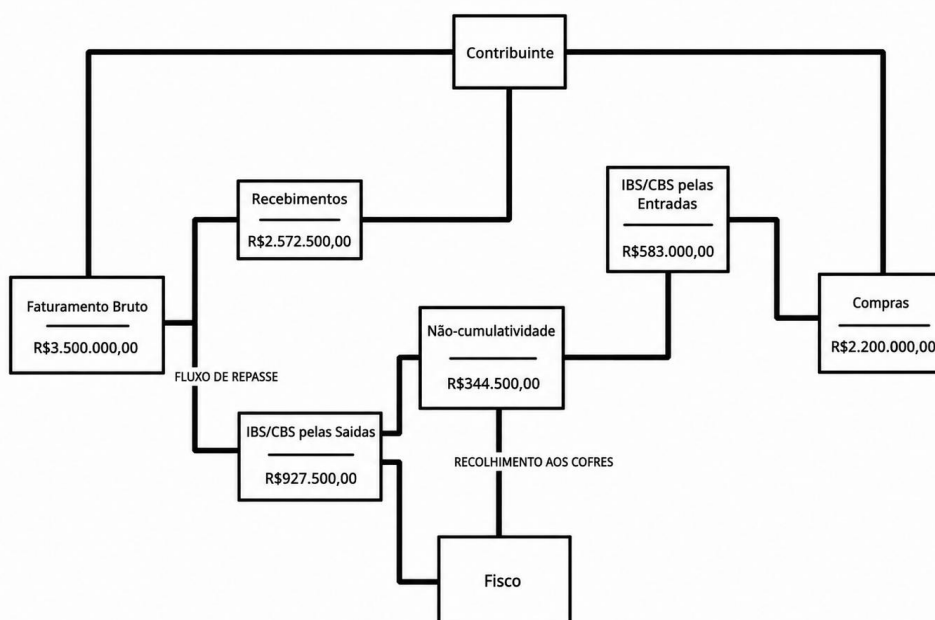 Contribuinte
Recebimentos
R$2.572.500,00
IBS/CBS pelas
Entradas
R$583.000,00
Faturamento Bruto
R$3.500.000,00
Compras
R$2.200.000,00
Não-cumulatividade
R$344.500,00
FLUXO DE REPASSE
IBS/CBS pelas Saidas
R$927.500,00
RECOLHIMENTO AOS COFRES
Fisco